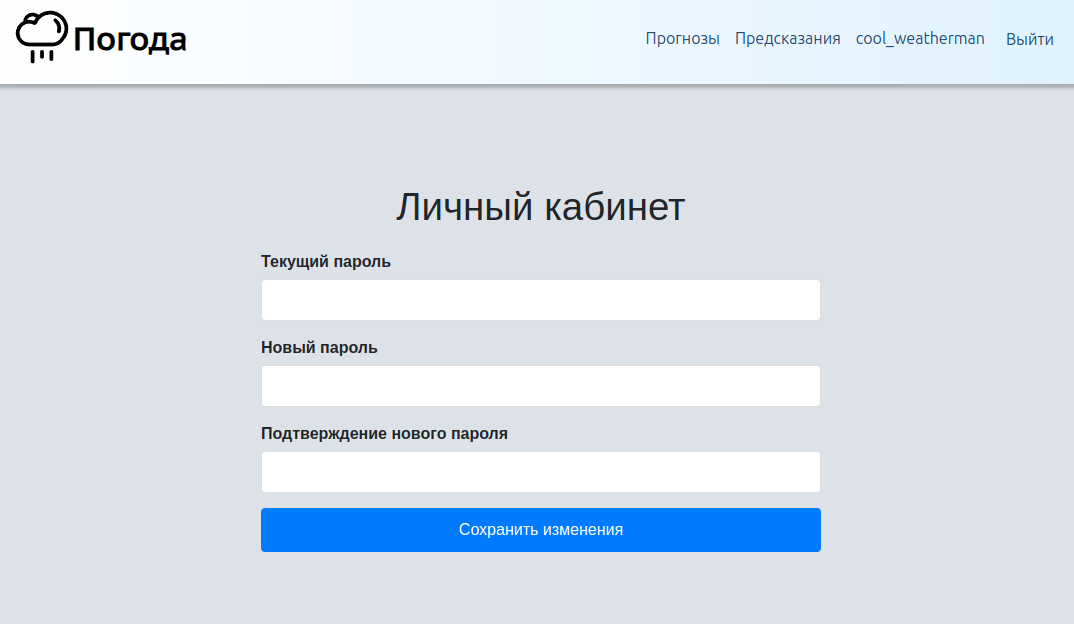 Погода
Прогнозы Предсказания cool_weatherman Выйти
Личный кабинет
Текущий пароль
Новый пароль
Подтверждение нового пароля
Сохранить изменения